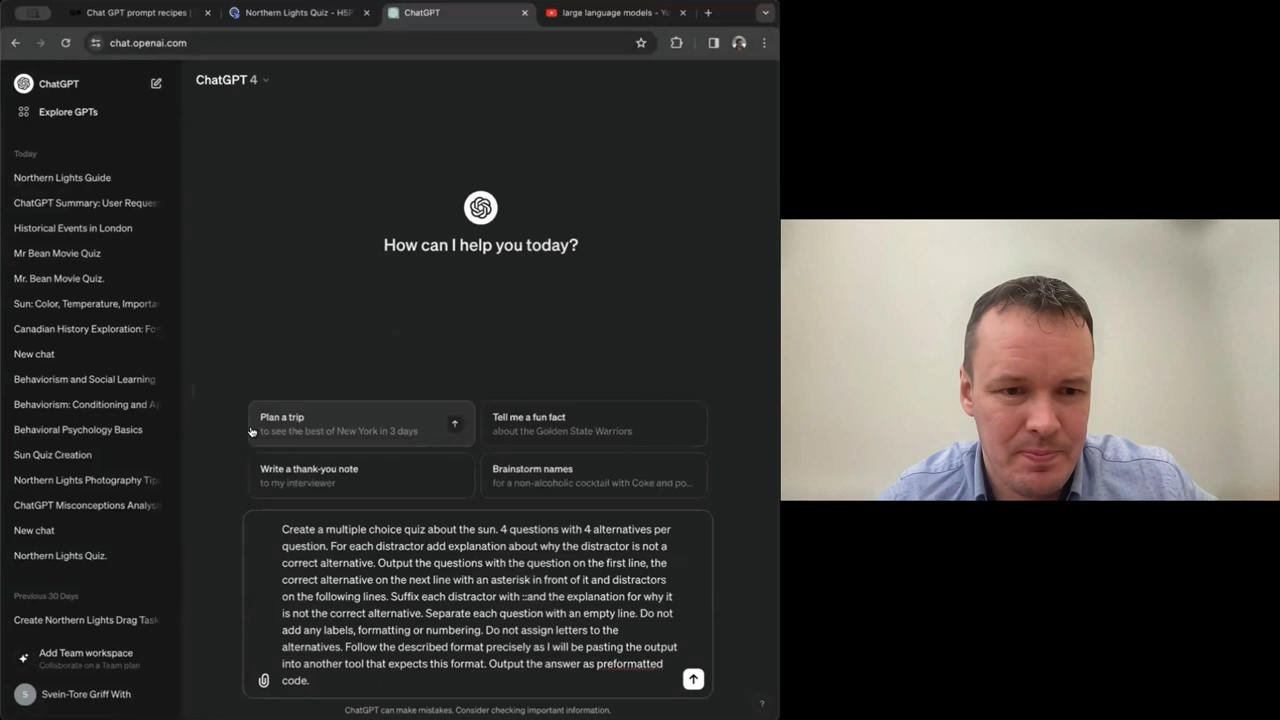 Chat GPT prompt recipes |
Northern Lights Quiz - H5P
ChatGPT
large language models - Yo
chat.openai.com
ChatGPT
Explore GPTs
Today
Northern Lights Guide
ChatGPT Summary: User Reques
Historical Events in London
Mr Bean Movie Quiz
Mr. Bean Movie Quiz.
Sun: Color, Temperature, Importa
Canadian History Exploration: Fo
New chat
Behaviorism and Social Learning
Behaviorism: Conditioning and A
Behavioral Psychology Basics
Sun Quiz Creation
Northern Lights Photography Tip
ChatGPT Misconceptions Analysi
New chat
Northern Lights Quiz.
Previous 30 Days
Create Northern Lights Drag Task
Add Team workspace
Collaborate on a Team plan
S
Svein-Tore Griff With
ChatGPT 4
How can I help you today?
Plan a trip
to see the best of New York in 3 days
Tell me a fun fact
about the Golden State Warriors
Write a thank-you note
to my interviewer
Brainstorm names
for a non-alcoholic cocktail with Coke and po...
Create a multiple choice quiz about the sun. 4 questions with 4 alternatives per
question. For each distractor add explanation about why the distractor is not a
correct alternative. Output the questions with the question on the first line, the
correct alternative on the next line with an asterisk in front of it and distractors
on the following lines. Suffix each distractor with ::and the explanation for why it
is not the correct alternative. Separate each question with an empty line. Do not
add any labels, formatting or numbering. Do not assign letters to the
alternatives. Follow the described format precisely as I will be pasting the output
into another tool that expects this format. Output the answer as preformatted
code.
ChatGPT can make mistakes. Consider checking important information.
?